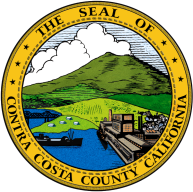 THE SEAL OF
CONTRA COSTA COUNTY CALIFORNIA